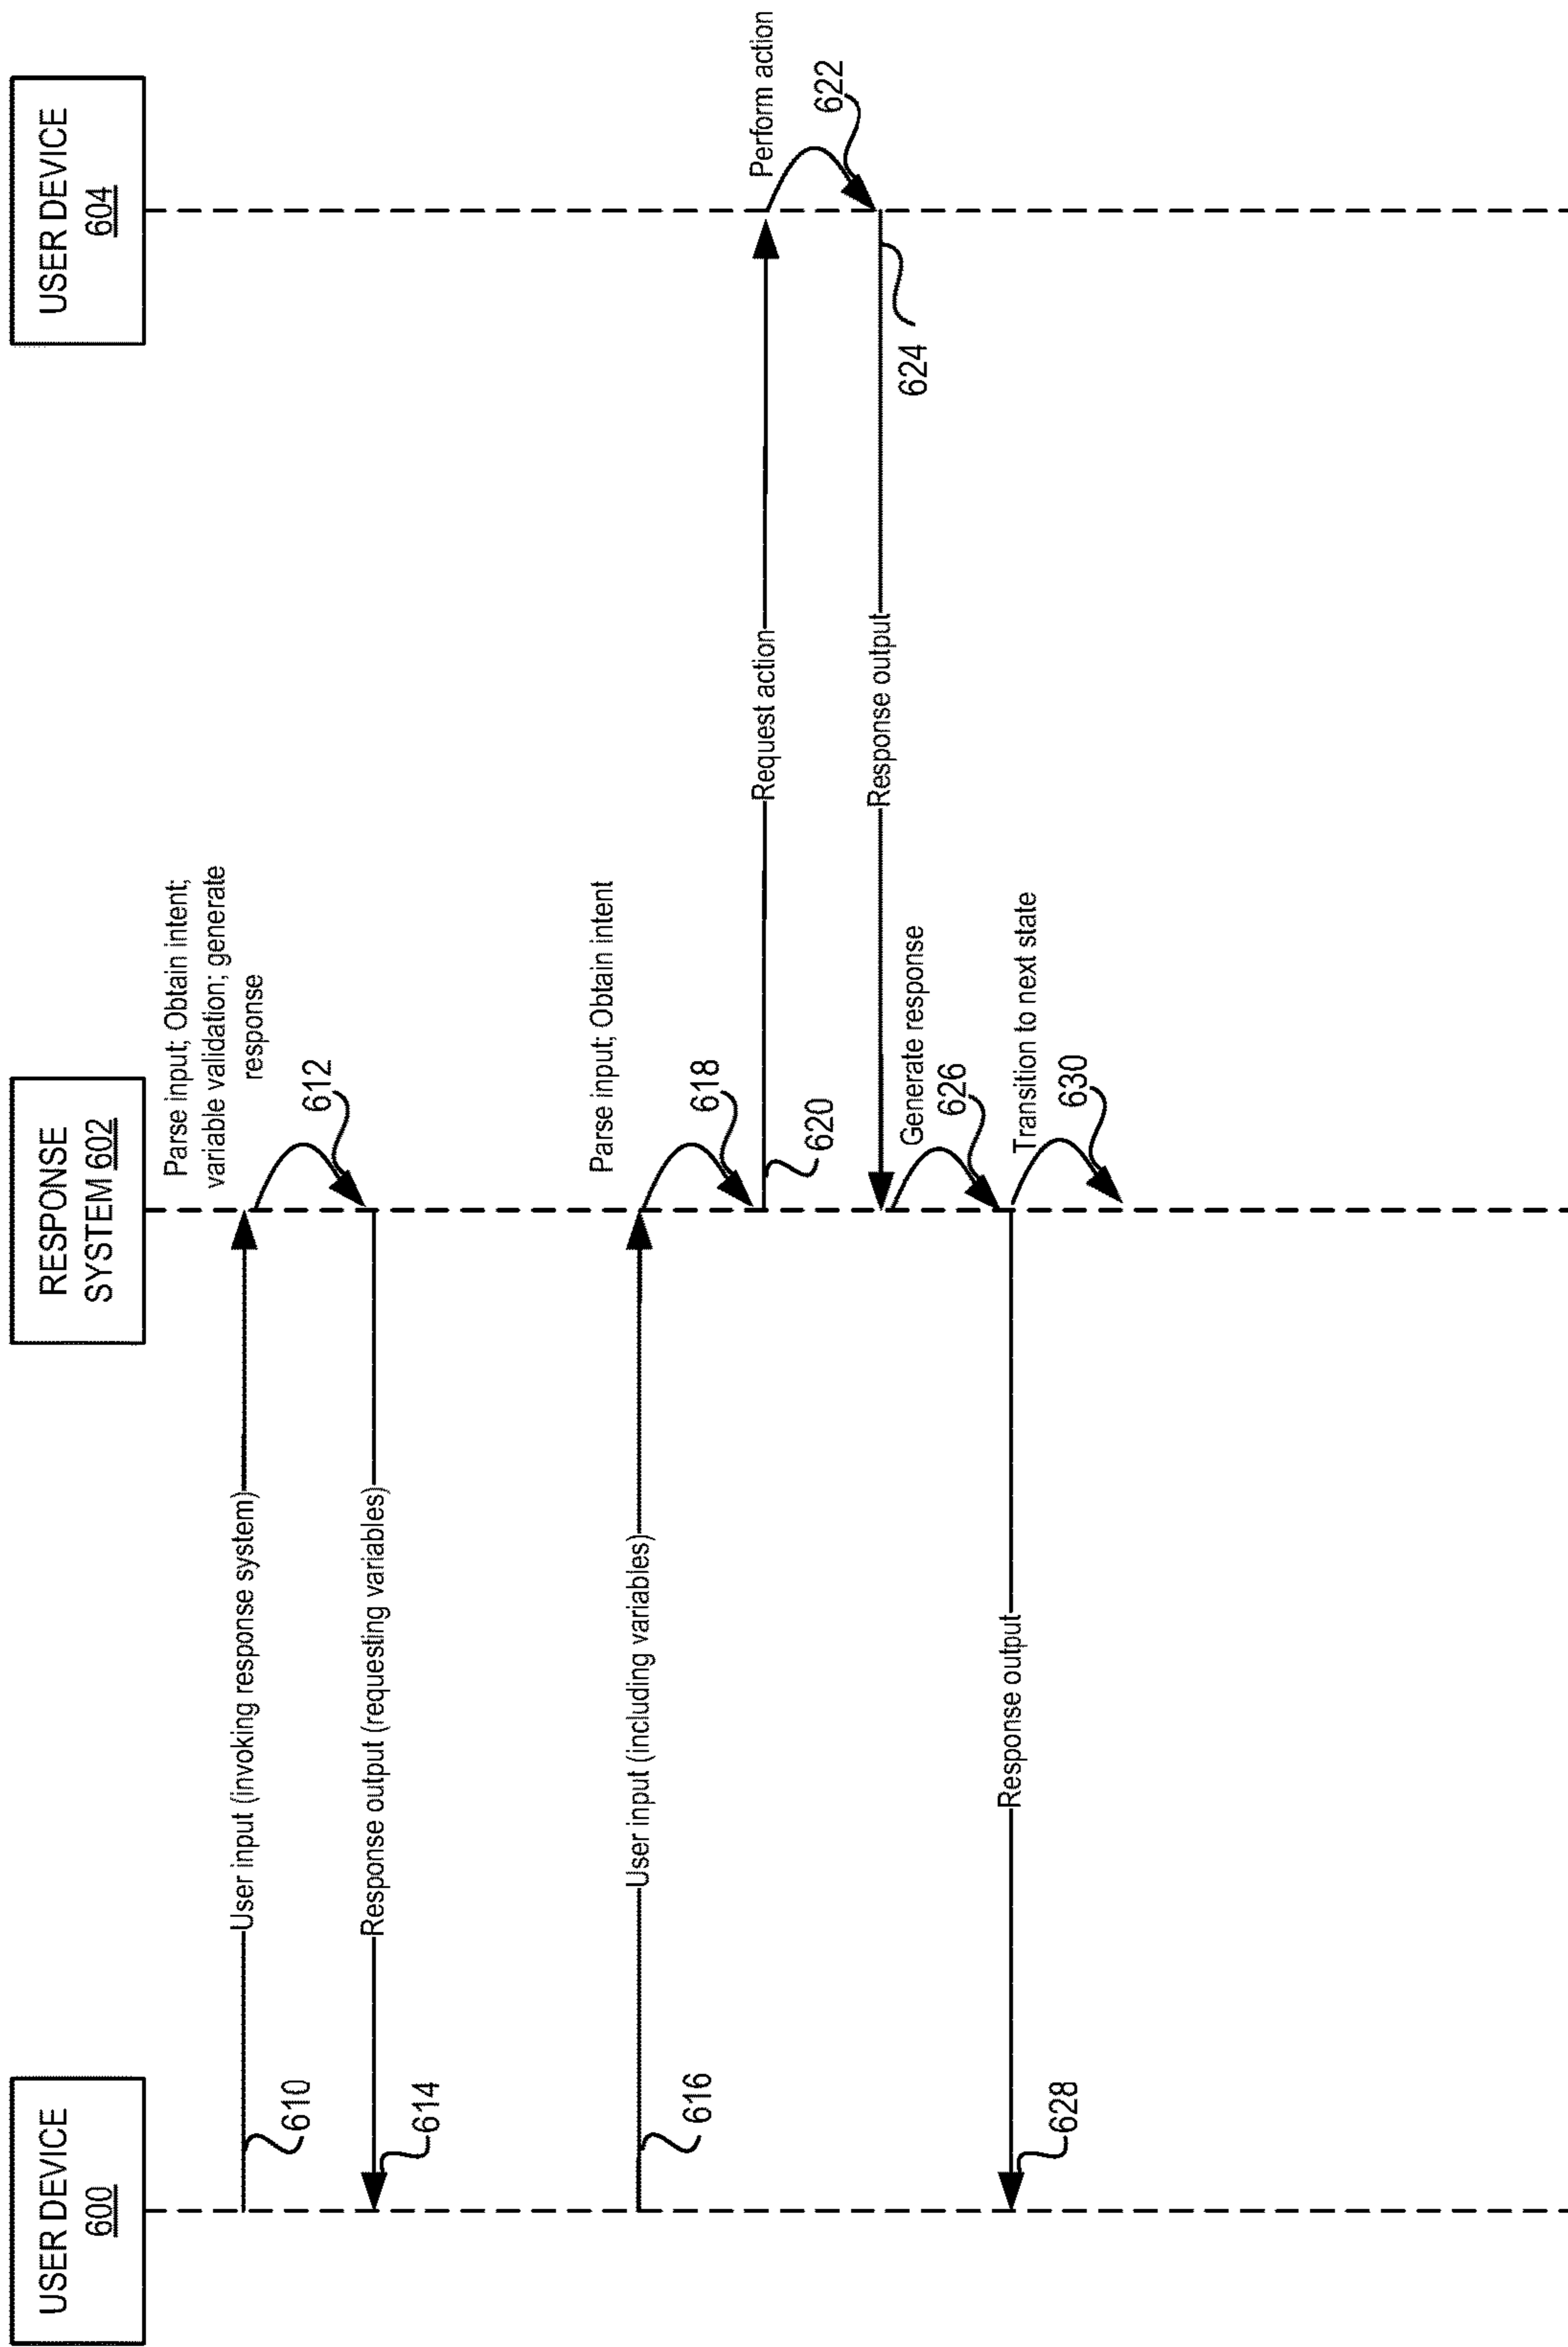 USER DEVICE
600
RESPONSE
SYSTEM 602
USER DEVICE
604
Parse input; Obtain intent;
variable validation; generate
response
User input (invoking response system)
610
612
Response output (requesting variables)
614
Parse input; Obtain intent
User input (including variables)
616
618
Request action
620
Perform action
622
Response output
624
Generate response
626
Response output
628
Transition to next state
630